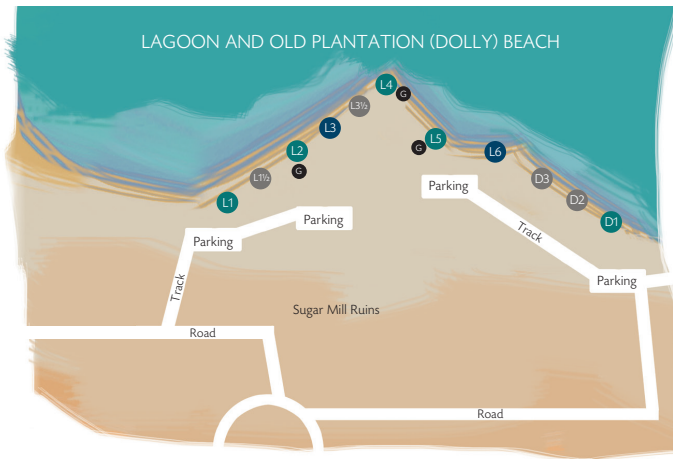 LAGOON AND OLD PLANTATION (DOLLY) BEACH
L4
G
L3½
L3
L5
G
L2
L6
G
L1½
D3
Parking
D2
L1
D1
Parking
Parking
Track
Track
Parking
Sugar Mill Ruins
Road
Road